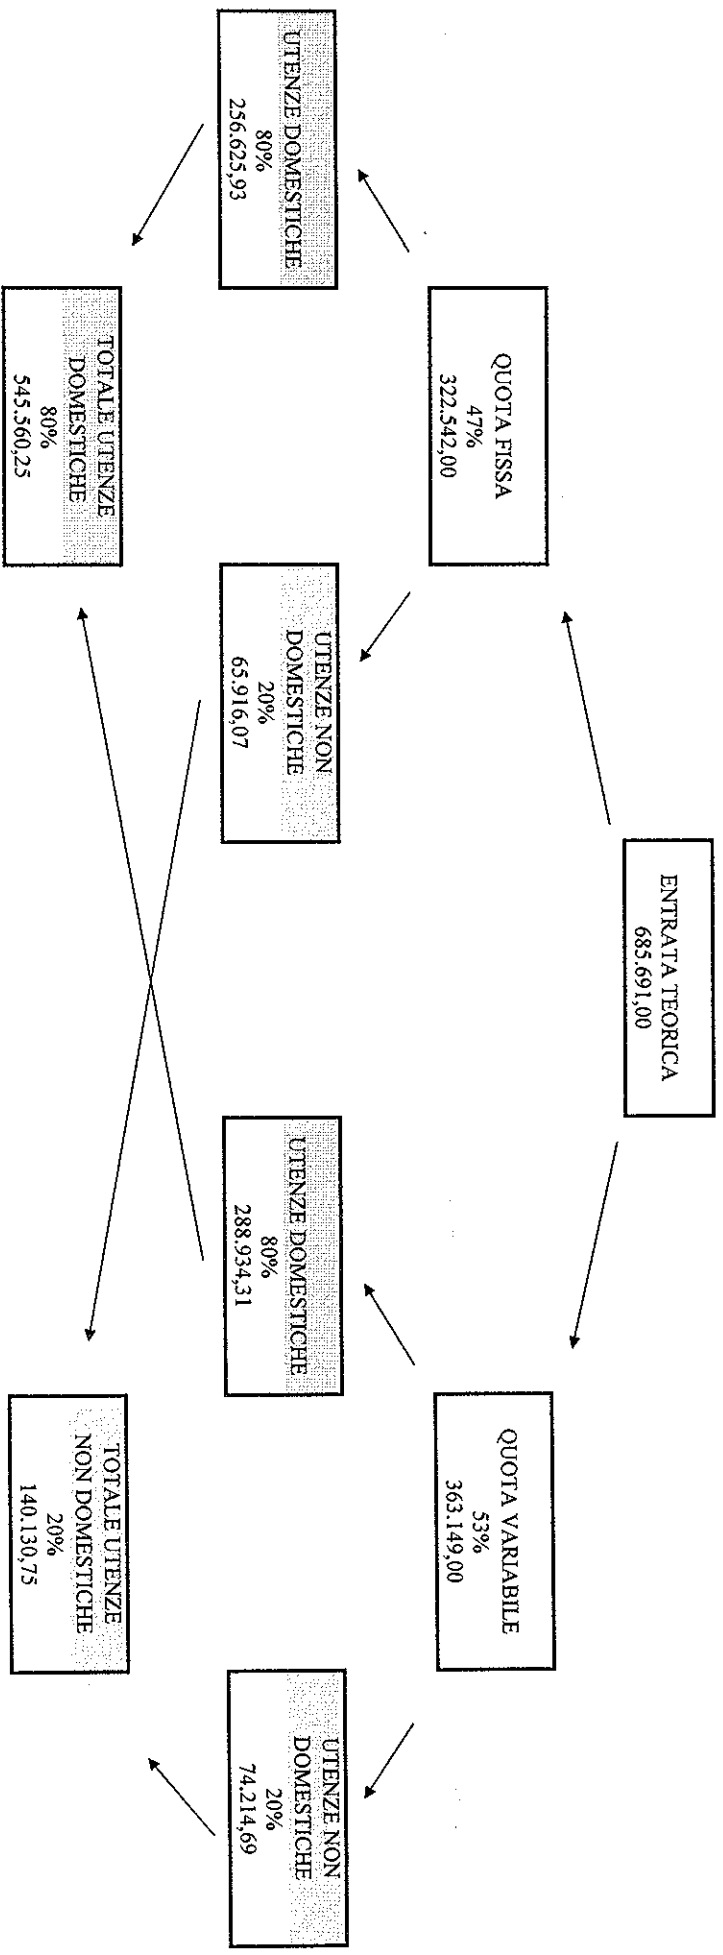 ENTRATA TEORICA
685.691,00
QUOTA FISSA
47%
322.542,00
QUOTA VARIABILE
53%
363.149,00
UTENZE DOMESTICHE
80%
256.625,93
UTENZE NON
DOMESTICHE
20%
65.916,07
UTENZE DOMESTICHE
80%
288.934,31
UTENZE NON
DOMESTICHE
20%
74.214,69
TOTALE UTENZE
DOMESTICHE
80%
545.560,25
TOTALE UTENZE
NON DOMESTICHE
20%
140.130,75